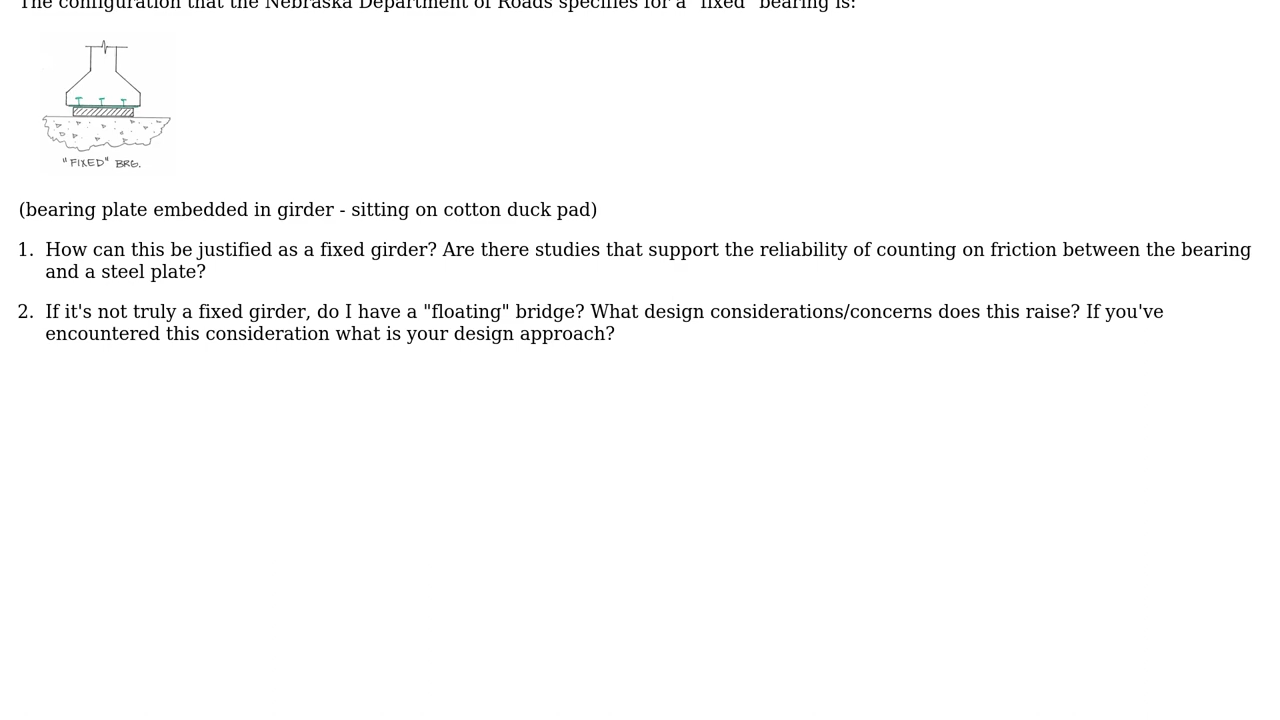 The configuration that the Nebraska Department of Roads specifies for a "fixed" bearing is:
"FIXED" BRG.
(bearing plate embedded in girder - sitting on cotton duck pad)
1. How can this be justified as a fixed girder? Are there studies that support the reliability of counting on friction between the bearing
and a steel plate?
2. If it's not truly a fixed girder, do I have a "floating" bridge? What design considerations/concerns does this raise? If you've
encountered this consideration what is your design approach?